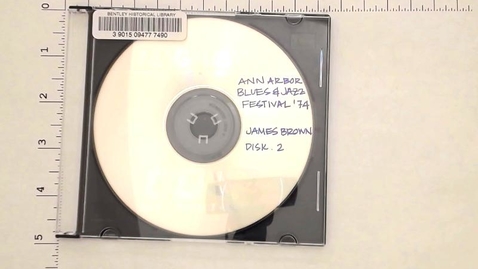 BENTLEY HISTORICAL LIBRARY
3 9015 09477 7490
ANN ARBOR
BLUES & JAZZ
FESTIVAL '74
JAMES BROWN
DISK. 2
0
1
2
3
4
5